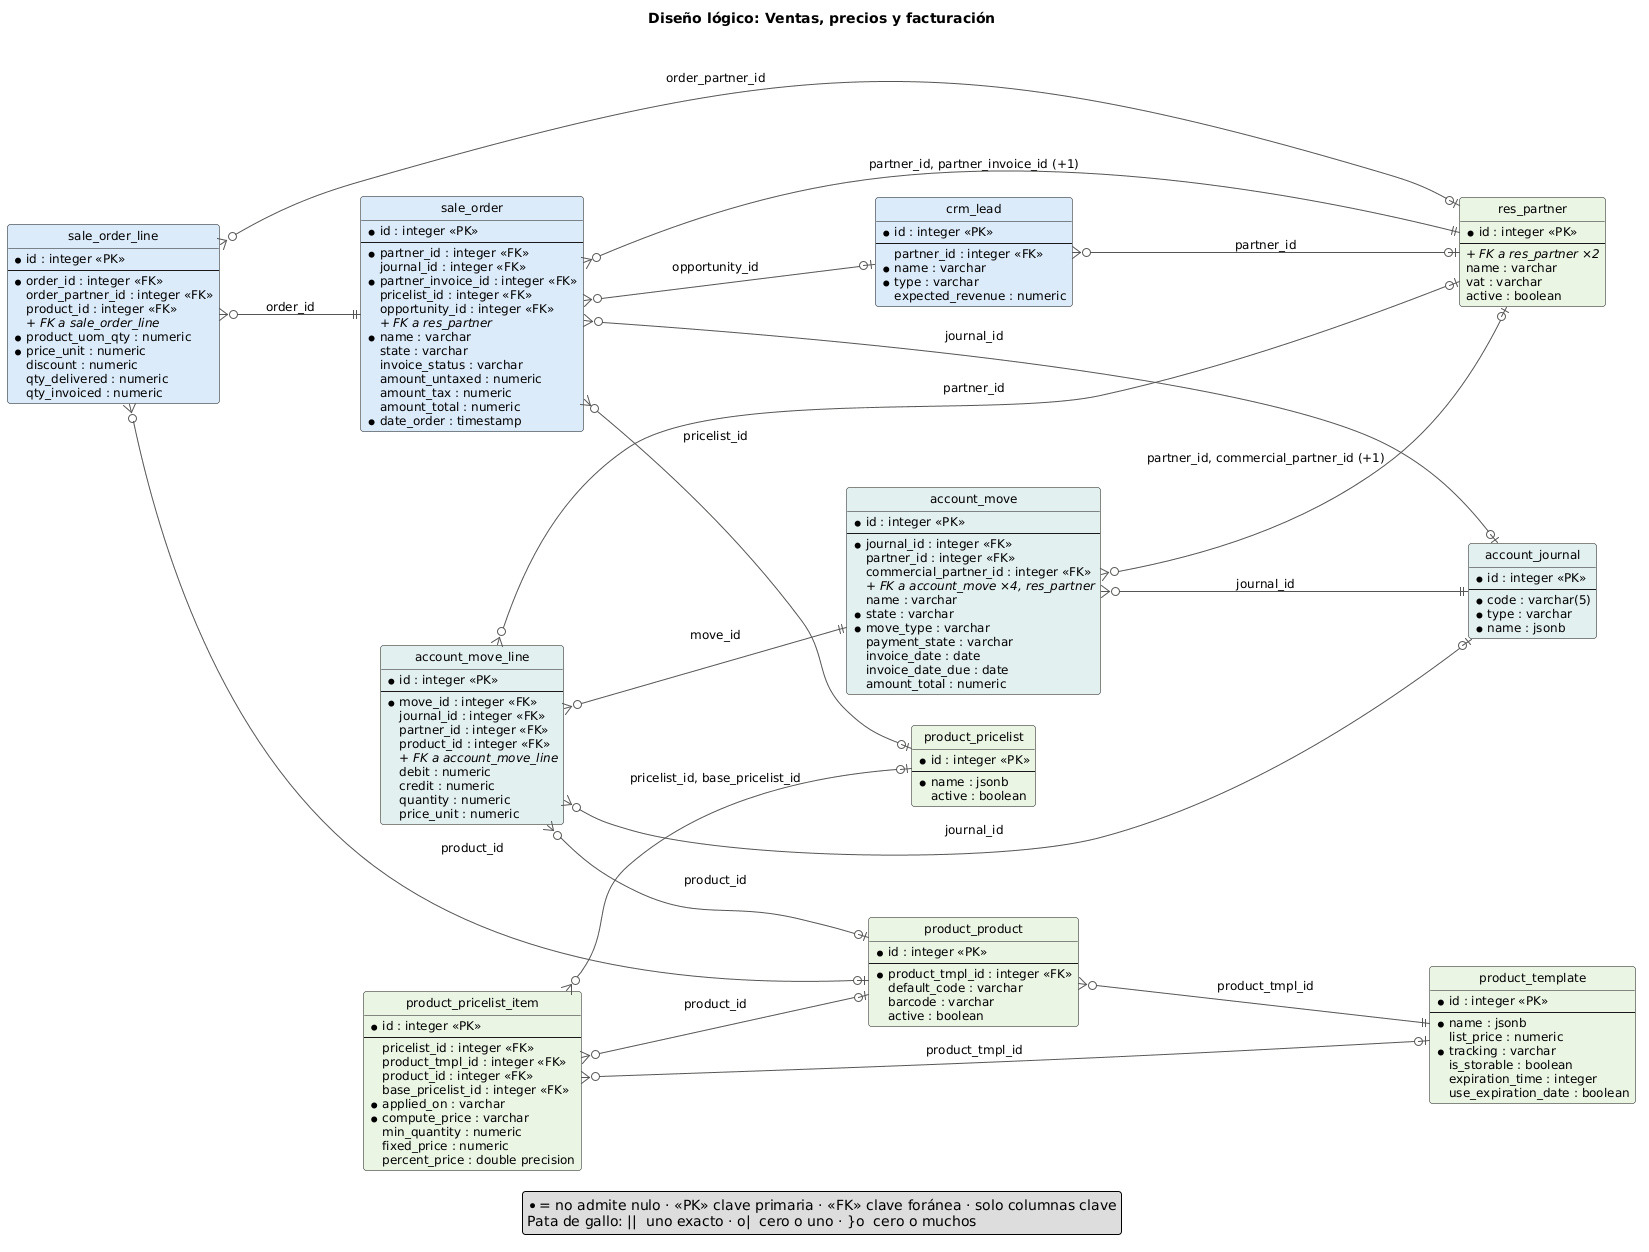 Diseño lógico: Ventas, precios y facturación
order_partner_id
partner_id, partner_invoice_id (+1)
sale_order_line
• id : integer «PK»
• order_id : integer «FK»
order_partner_id : integer «FK»
product_id : integer «FK»
+ FK a sale_order_line
• product_uom_qty : numeric
• price_unit : numeric
discount : numeric
qty_delivered : numeric
qty_invoiced : numeric
order_id
sale_order
• id : integer «PK»
• partner_id : integer «FK»
journal_id : integer «FK»
• partner_invoice_id : integer «FK»
pricelist_id : integer «FK»
opportunity_id : integer «FK»
+ FK a res_partner
• name : varchar
state : varchar
invoice_status : varchar
amount_untaxed : numeric
amount_tax : numeric
amount_total : numeric
• date_order : timestamp
opportunity_id
crm_lead
• id : integer «PK»
partner_id : integer «FK»
• name : varchar
• type : varchar
expected_revenue : numeric
partner_id
res_partner
• id : integer «PK»
+ FK a res_partner ×2
name : varchar
vat : varchar
active : boolean
journal_id
partner_id
pricelist_id
partner_id, commercial_partner_id (+1)
account_move
• id : integer «PK»
• journal_id : integer «FK»
partner_id : integer «FK»
commercial_partner_id : integer «FK»
+ FK a account_move ×4, res_partner
name : varchar
• state : varchar
• move_type : varchar
payment_state : varchar
invoice_date : date
invoice_date_due : date
amount_total : numeric
journal_id
account_journal
• id : integer «PK»
• code : varchar(5)
• type : varchar
• name : jsonb
move_id
account_move_line
• id : integer «PK»
• move_id : integer «FK»
journal_id : integer «FK»
partner_id : integer «FK»
product_id : integer «FK»
+ FK a account_move_line
debit : numeric
credit : numeric
quantity : numeric
price_unit : numeric
product_pricelist
• id : integer «PK»
• name : jsonb
active : boolean
pricelist_id, base_pricelist_id
journal_id
product_id
product_id
product_product
• id : integer «PK»
• product_tmpl_id : integer «FK»
default_code : varchar
barcode : varchar
active : boolean
product_tmpl_id
product_template
• id : integer «PK»
• name : jsonb
list_price : numeric
• tracking : varchar
is_storable : boolean
expiration_time : integer
use_expiration_date : boolean
product_pricelist_item
• id : integer «PK»
pricelist_id : integer «FK»
product_tmpl_id : integer «FK»
product_id : integer «FK»
base_pricelist_id : integer «FK»
• applied_on : varchar
• compute_price : varchar
min_quantity : numeric
fixed_price : numeric
percent_price : double precision
product_id
product_tmpl_id
• = no admite nulo · «PK» clave primaria · «FK» clave foránea · solo columnas clave
Pata de gallo: || uno exacto · o| cero o uno · }o cero o muchos